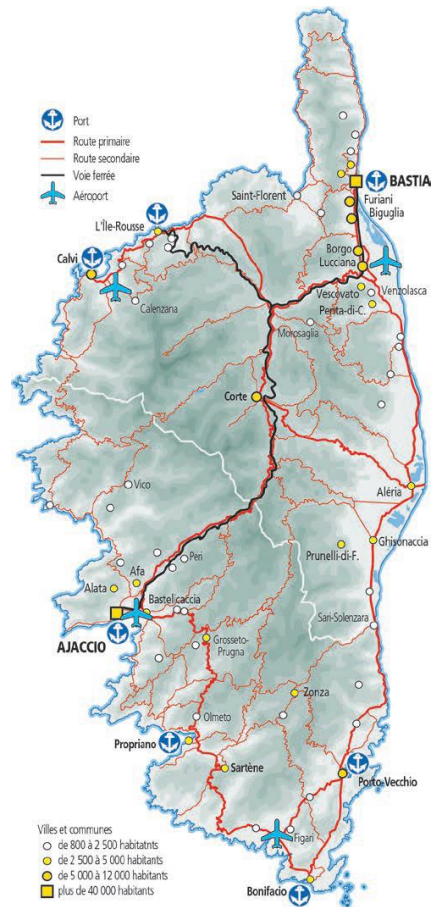 Port
Route primaire
Route secondaire
Voie ferrée
Aéroport
BASTIA
Saint-Florent
Furiani
Biguglia
L'Île-Rousse
Calvi
Borgo
Lucciana
Vescovato
Venzolasca
Penta-di-C.
Calenzana
Morosaglia
Corte
Vico
Aléria
Ghisonaccia
Prunelli-di-F.
Peri
Afa
Alata
Bastelicaccia
Sari-Solenzara
AJACCIO
Grosseto-
Prugna
Zonza
Olmeto
Propriano
Sartène
Porto-Vecchio
Figari
Bonifacio
Villes et communes
de 800 à 2 500 habitatnts
de 2 500 à 5 000 habitants
de 5 000 à 12 000 habitants
plus de 40 000 habitants